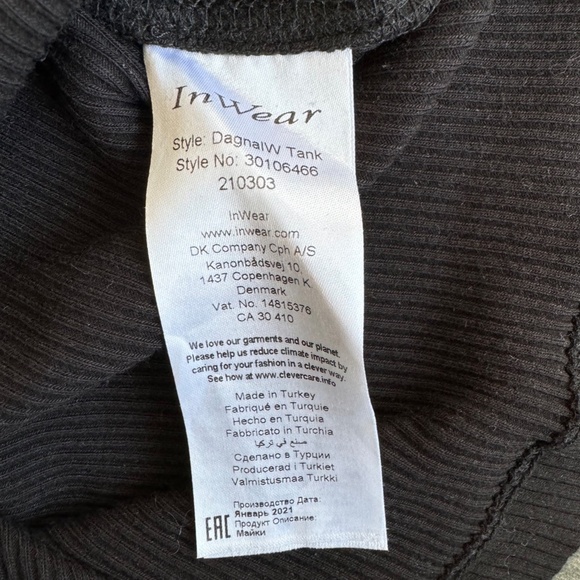 InWear
Style: DagnaIW Tank
Style No: 30106466
210303
InWear
www.inwear.com
DK Company Cph A/S
Kanonbådsvej 10
1437 Copenhagen K
Denmark
Vat. No. 14815376
CA 30 410
We love our garments and our planet.
Please help us reduce climate impact by
caring for your fashion in a clever way.
See how at www.clevercare.info
Made in Turkey
Fabriqué en Turquie
Hecho en Turquia
Fabbricato in Turchia
صنع في تركيا
Сделано в Турции
Producerad i Turkiet
Valmistusmaa Turkki
Производство Дата:
Январь 2021
EAC Продукт Описание:
Майки